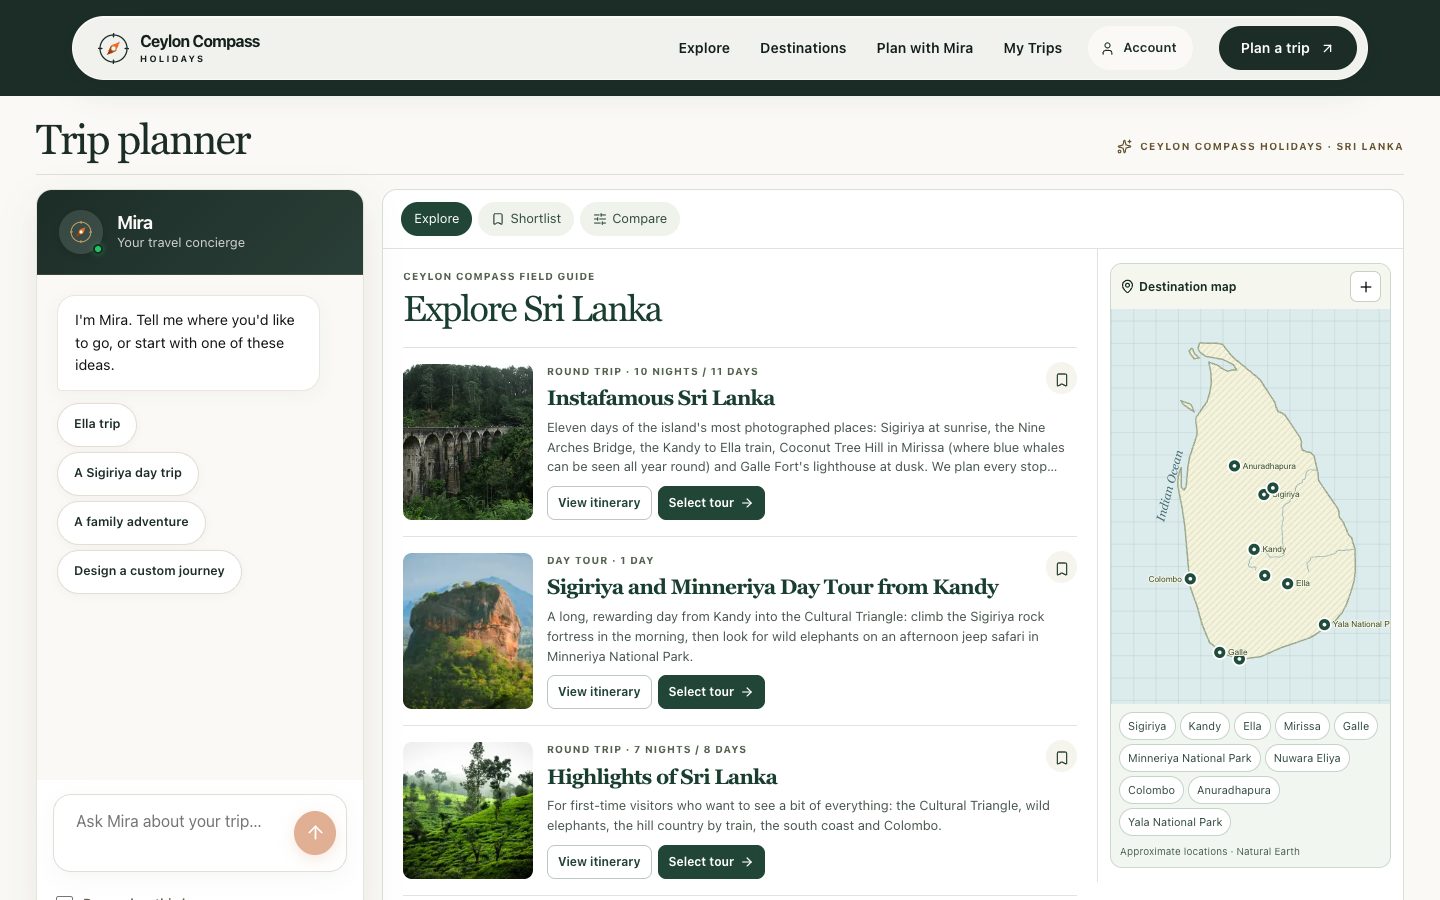 Ceylon Compass
HOLIDAYS
Explore
Destinations
Plan with Mira
My Trips
Account
Plan a trip
Trip planner
CEYLON COMPASS HOLIDAYS · SRI LANKA
Mira
Your travel concierge
I'm Mira. Tell me where you'd like
to go, or start with one of these
ideas.
Ella trip
A Sigiriya day trip
A family adventure
Design a custom journey
Ask Mira about your trip...
Explore
Shortlist
Compare
CEYLON COMPASS FIELD GUIDE
Explore Sri Lanka
ROUND TRIP · 10 NIGHTS / 11 DAYS
Instafamous Sri Lanka
Eleven days of the island's most photographed places: Sigiriya at sunrise, the Nine
Arches Bridge, the Kandy to Ella train, Coconut Tree Hill in Mirissa (where blue whales
can be seen all year round) and Galle Fort's lighthouse at dusk. We plan every stop...
View itinerary
Select tour
DAY TOUR · 1 DAY
Sigiriya and Minneriya Day Tour from Kandy
A long, rewarding day from Kandy into the Cultural Triangle: climb the Sigiriya rock
fortress in the morning, then look for wild elephants on an afternoon jeep safari in
Minneriya National Park.
View itinerary
Select tour
ROUND TRIP · 7 NIGHTS / 8 DAYS
Highlights of Sri Lanka
For first-time visitors who want to see a bit of everything: the Cultural Triangle, wild
elephants, the hill country by train, the south coast and Colombo.
View itinerary
Select tour
Destination map
Indian Ocean
Anuradhapura
Sigiriya
Kandy
Colombo
Ella
Yala National P
Galle
Sigiriya
Kandy
Ella
Mirissa
Galle
Minneriya National Park
Nuwara Eliya
Colombo
Anuradhapura
Yala National Park
Approximate locations · Natural Earth